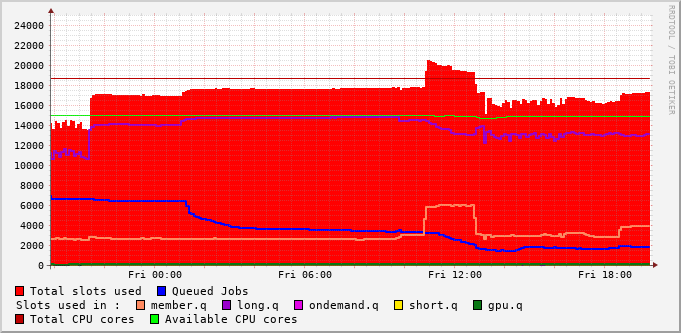 RRDTOOL / TOBI OETIKER
24000
22000
20000
18000
16000
14000
12000
10000
8000
6000
4000
2000
0
Fri 00:00 Fri 06:00 Fri 12:00 Fri 18:00
Total slots used Queued Jobs
Slots used in : member.q long.q ondemand.q short.q gpu.q
Total CPU cores Available CPU cores